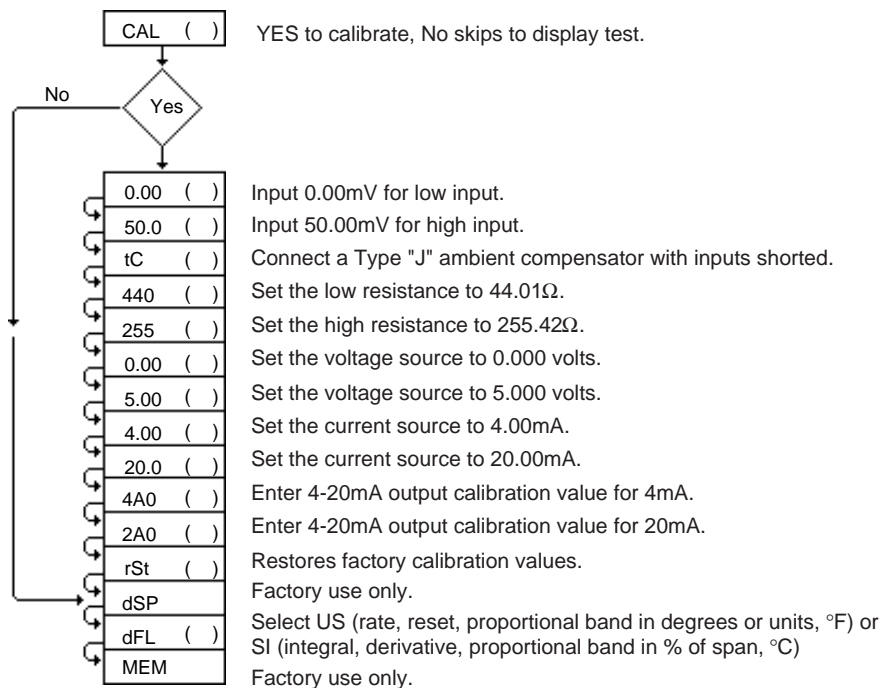 CAL ( ) YES to calibrate, No skips to display test.
No
Yes
0.00 ( ) Input 0.00mV for low input.
50.0 ( ) Input 50.00mV for high input.
tC ( ) Connect a Type "J" ambient compensator with inputs shorted.
440 ( ) Set the low resistance to 44.01Ω.
255 ( ) Set the high resistance to 255.42Ω.
0.00 ( ) Set the voltage source to 0.000 volts.
5.00 ( ) Set the voltage source to 5.000 volts.
4.00 ( ) Set the current source to 4.00mA.
20.0 ( ) Set the current source to 20.00mA.
4A0 ( ) Enter 4-20mA output calibration value for 4mA.
2A0 ( ) Enter 4-20mA output calibration value for 20mA.
rSt ( ) Restores factory calibration values.
dSP Factory use only.
dFL ( ) Select US (rate, reset, proportional band in degrees or units, °F) or
SI (integral, derivative, proportional band in % of span, °C)
MEM Factory use only.